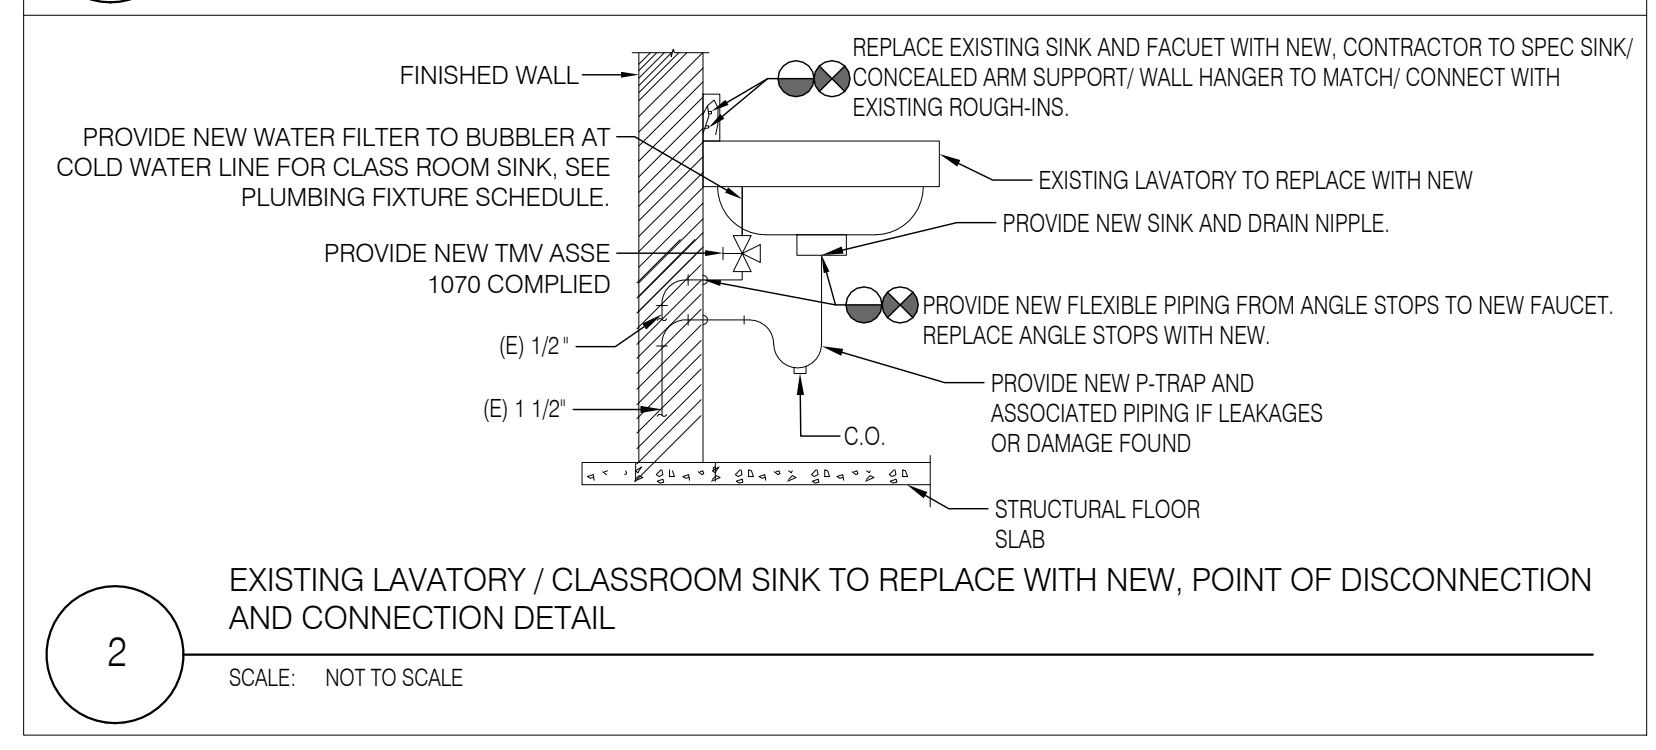 REPLACE EXISTING SINK AND FACUET WITH NEW, CONTRACTOR TO SPEC SINK/
CONCEALED ARM SUPPORT/ WALL HANGER TO MATCH/ CONNECT WITH
EXISTING ROUGH-INS.
FINISHED WALL
PROVIDE NEW WATER FILTER TO BUBBLER AT
COLD WATER LINE FOR CLASS ROOM SINK, SEE
PLUMBING FIXTURE SCHEDULE.
EXISTING LAVATORY TO REPLACE WITH NEW
PROVIDE NEW SINK AND DRAIN NIPPLE.
PROVIDE NEW TMV ASSE
1070 COMPLIED
PROVIDE NEW FLEXIBLE PIPING FROM ANGLE STOPS TO NEW FAUCET.
REPLACE ANGLE STOPS WITH NEW.
(E) 1/2"
PROVIDE NEW P-TRAP AND
ASSOCIATED PIPING IF LEAKAGES
OR DAMAGE FOUND
(E) 1 1/2"
C.O.
STRUCTURAL FLOOR
SLAB
EXISTING LAVATORY / CLASSROOM SINK TO REPLACE WITH NEW, POINT OF DISCONNECTION
AND CONNECTION DETAIL
2
SCALE: NOT TO SCALE